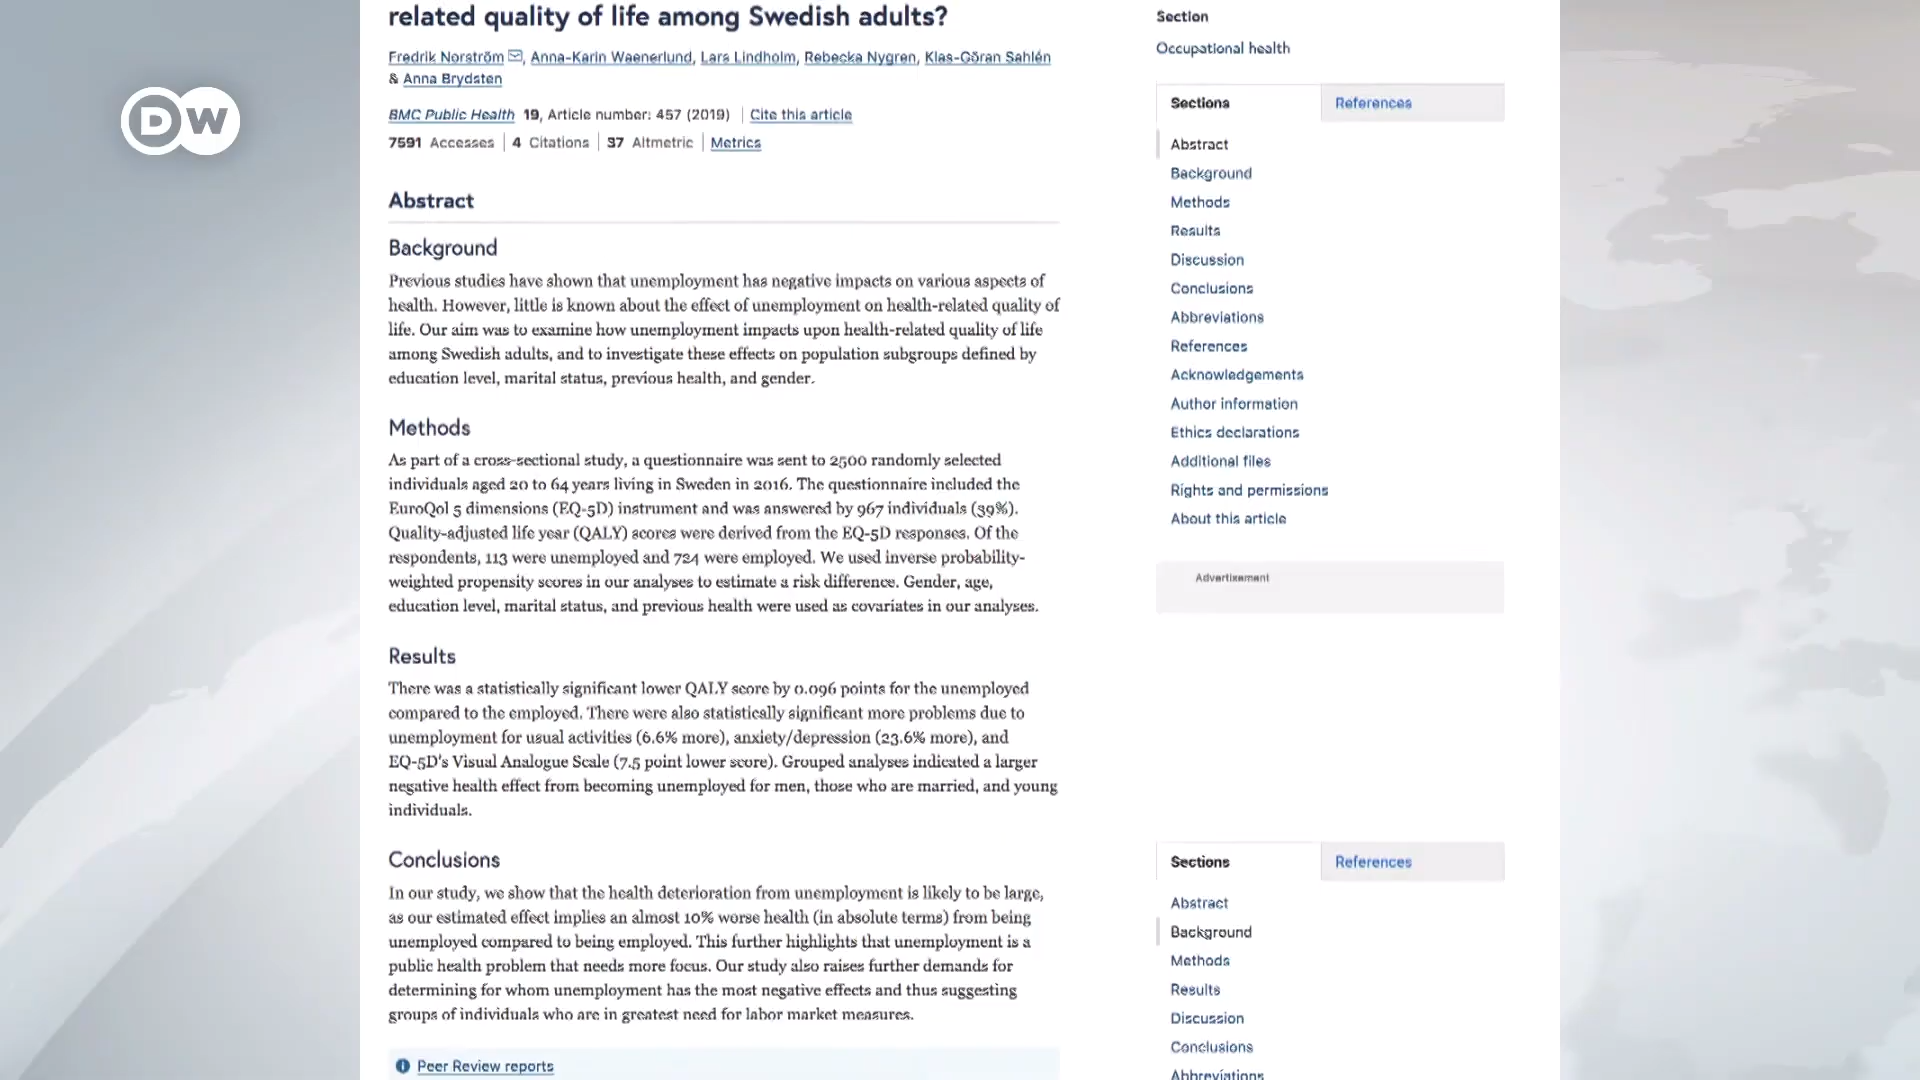 related quality of life among Swedish adults?
Fredrik Norström, Anna-Karin Waenerlund, Lars Lindholm, Rebecka Nygren, Klas-Göran Sahlén
& Anna Brydsten
BMC Public Health 19, Article number: 457 (2019) | Cite this article
7591 Accesses | 4 Citations | 37 Altmetric | Metrics
Abstract
Background
Previous studies have shown that unemployment has negative impacts on various aspects of
health. However, little is known about the effect of unemployment on health-related quality of
life. Our aim was to examine how unemployment impacts upon health-related quality of life
among Swedish adults, and to investigate these effects on population subgroups defined by
education level, marital status, previous health, and gender.
Methods
As part of a cross-sectional study, a questionnaire was sent to 2500 randomly selected
individuals aged 20 to 64 years living in Sweden in 2016. The questionnaire included the
EuroQol 5 dimensions (EQ-5D) instrument and was answered by 967 individuals (39%).
Quality-adjusted life year (QALY) scores were derived from the EQ-5D responses. Of the
respondents, 113 were unemployed and 724 were employed. We used inverse probability-
weighted propensity scores in our analyses to estimate a risk difference. Gender, age,
education level, marital status, and previous health were used as covariates in our analyses.
Results
There was a statistically significant lower QALY score by 0.096 points for the unemployed
compared to the employed. There were also statistically significant more problems due to
unemployment for usual activities (6.6% more), anxiety/depression (23.6% more), and
EQ-5D's Visual Analogue Scale (7.5 point lower score). Grouped analyses indicated a larger
negative health effect from becoming unemployed for men, those who are married, and young
individuals.
Conclusions
In our study, we show that the health deterioration from unemployment is likely to be large,
as our estimated effect implies an almost 10% worse health (in absolute terms) from being
unemployed compared to being employed. This further highlights that unemployment is a
public health problem that needs more focus. Our study also raises further demands for
determining for whom unemployment has the most negative effects and thus suggesting
groups of individuals who are in greatest need for labor market measures.
Peer Review reports
Section
Occupational health
Sections References
Abstract
Background
Methods
Results
Discussion
Conclusions
Abbreviations
References
Acknowledgements
Author information
Ethics declarations
Additional files
Rights and permissions
About this article
Advertisement
Sections References
Abstract
Background
Methods
Results
Discussion
Conclusions
Abbreviations
DW